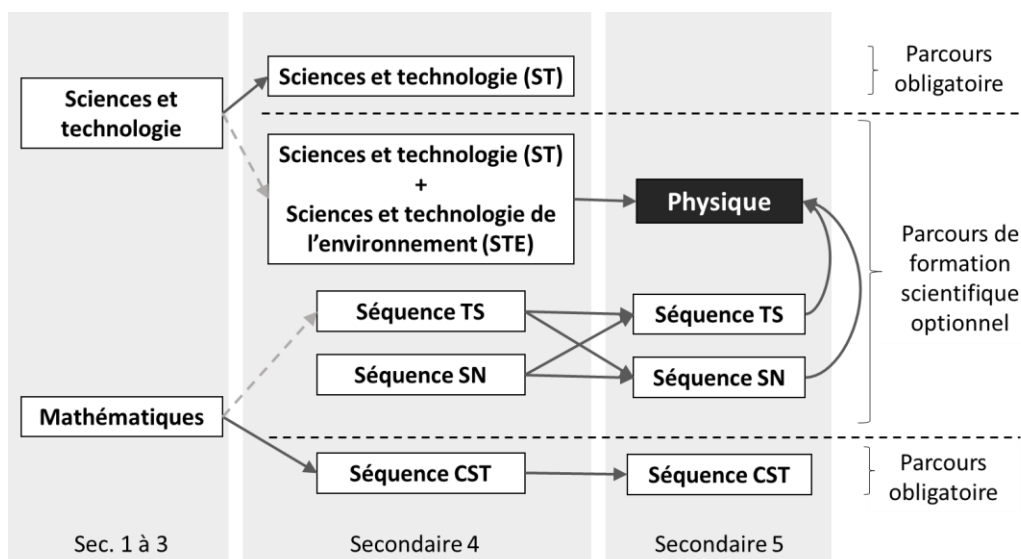 Sciences et
technologie
Sciences et technologie (ST)
Parcours
obligatoire
Sciences et technologie (ST)
+
Sciences et technologie de
l'environnement (STE)
Physique
Parcours de
formation
scientifique
optionnel
Séquence TS
Séquence TS
Séquence SN
Séquence SN
Mathématiques
Séquence CST
Séquence CST
Parcours
obligatoire
Sec. 1 à 3
Secondaire 4
Secondaire 5